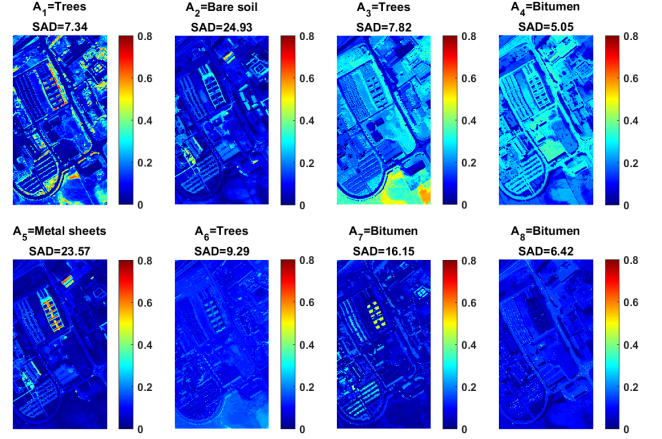 A1=Trees
SAD=7.34
A2=Bare soil
SAD=24.93
A3=Trees
SAD=7.82
A4=Bitumen
SAD=5.05
0.8
0.6
0.4
0.2
0
0.8
0.6
0.4
0.2
0
0.8
0.6
0.4
0.2
0
0.8
0.6
0.4
0.2
0
A5=Metal sheets
SAD=23.57
A6=Trees
SAD=9.29
A7=Bitumen
SAD=16.15
A8=Bitumen
SAD=6.42
0.8
0.6
0.4
0.2
0
0.8
0.6
0.4
0.2
0
0.8
0.6
0.4
0.2
0
0.8
0.6
0.4
0.2
0